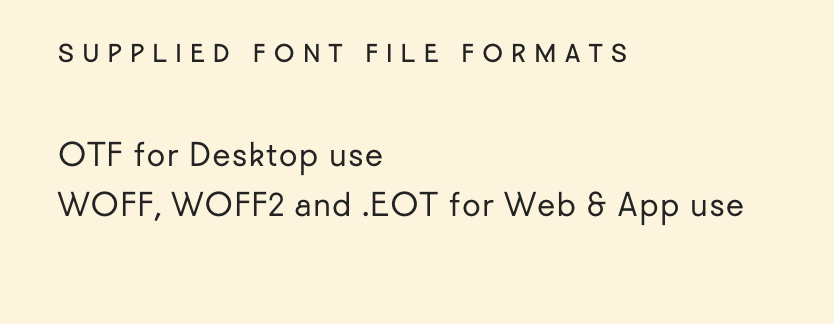 SUPPLIED FONT FILE FORMATS
OTF for Desktop use
WOFF, WOFF2 and .EOT for Web & App use